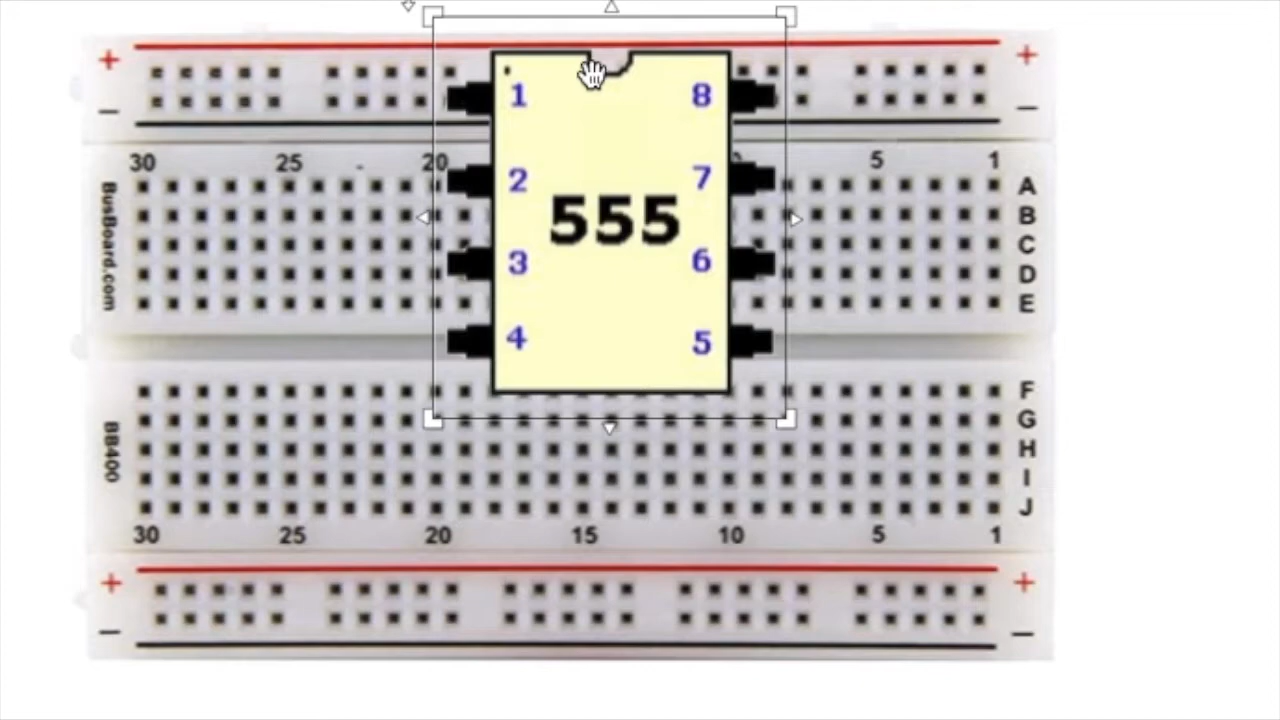 + +
– –
30 25 20 5 1
A
B
C
D
E
BusBoard.com
1 8
2 7
555
3 6
4 5
F
G
H
I
J
BB400
30 25 20 15 10 5 1
+ +
– –